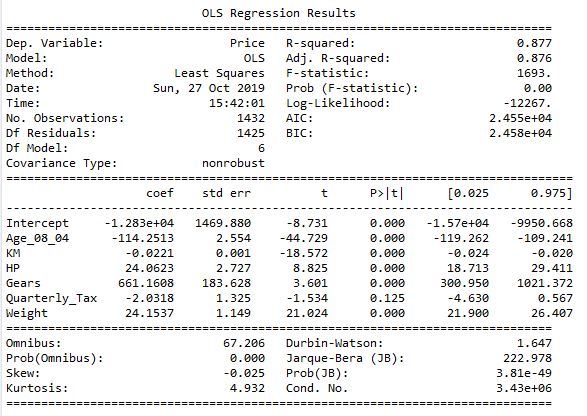 OLS Regression Results
==============================================================================
Dep. Variable: Price R-squared: 0.877
Model: OLS Adj. R-squared: 0.876
Method: Least Squares F-statistic: 1693.
Date: Sun, 27 Oct 2019 Prob (F-statistic): 0.00
Time: 15:42:01 Log-Likelihood: -12267.
No. Observations: 1432 AIC: 2.455e+04
Df Residuals: 1425 BIC: 2.458e+04
Df Model: 6
Covariance Type: nonrobust
==============================================================================
coef std err t P>|t| [0.025 0.975]
------------------------------------------------------------------------------
Intercept -1.283e+04 1469.880 -8.731 0.000 -1.57e+04 -9950.668
Age_08_04 -114.2513 2.554 -44.729 0.000 -119.262 -109.241
KM -0.0221 0.001 -18.572 0.000 -0.024 -0.020
HP 24.0623 2.727 8.825 0.000 18.713 29.411
Gears 661.1608 183.628 3.601 0.000 300.950 1021.372
Quarterly_Tax -2.0318 1.325 -1.534 0.125 -4.630 0.567
Weight 24.1537 1.149 21.024 0.000 21.900 26.407
==============================================================================
Omnibus: 67.206 Durbin-Watson: 1.647
Prob(Omnibus): 0.000 Jarque-Bera (JB): 222.978
Skew: -0.025 Prob(JB): 3.81e-49
Kurtosis: 4.932 Cond. No. 3.43e+06
==============================================================================